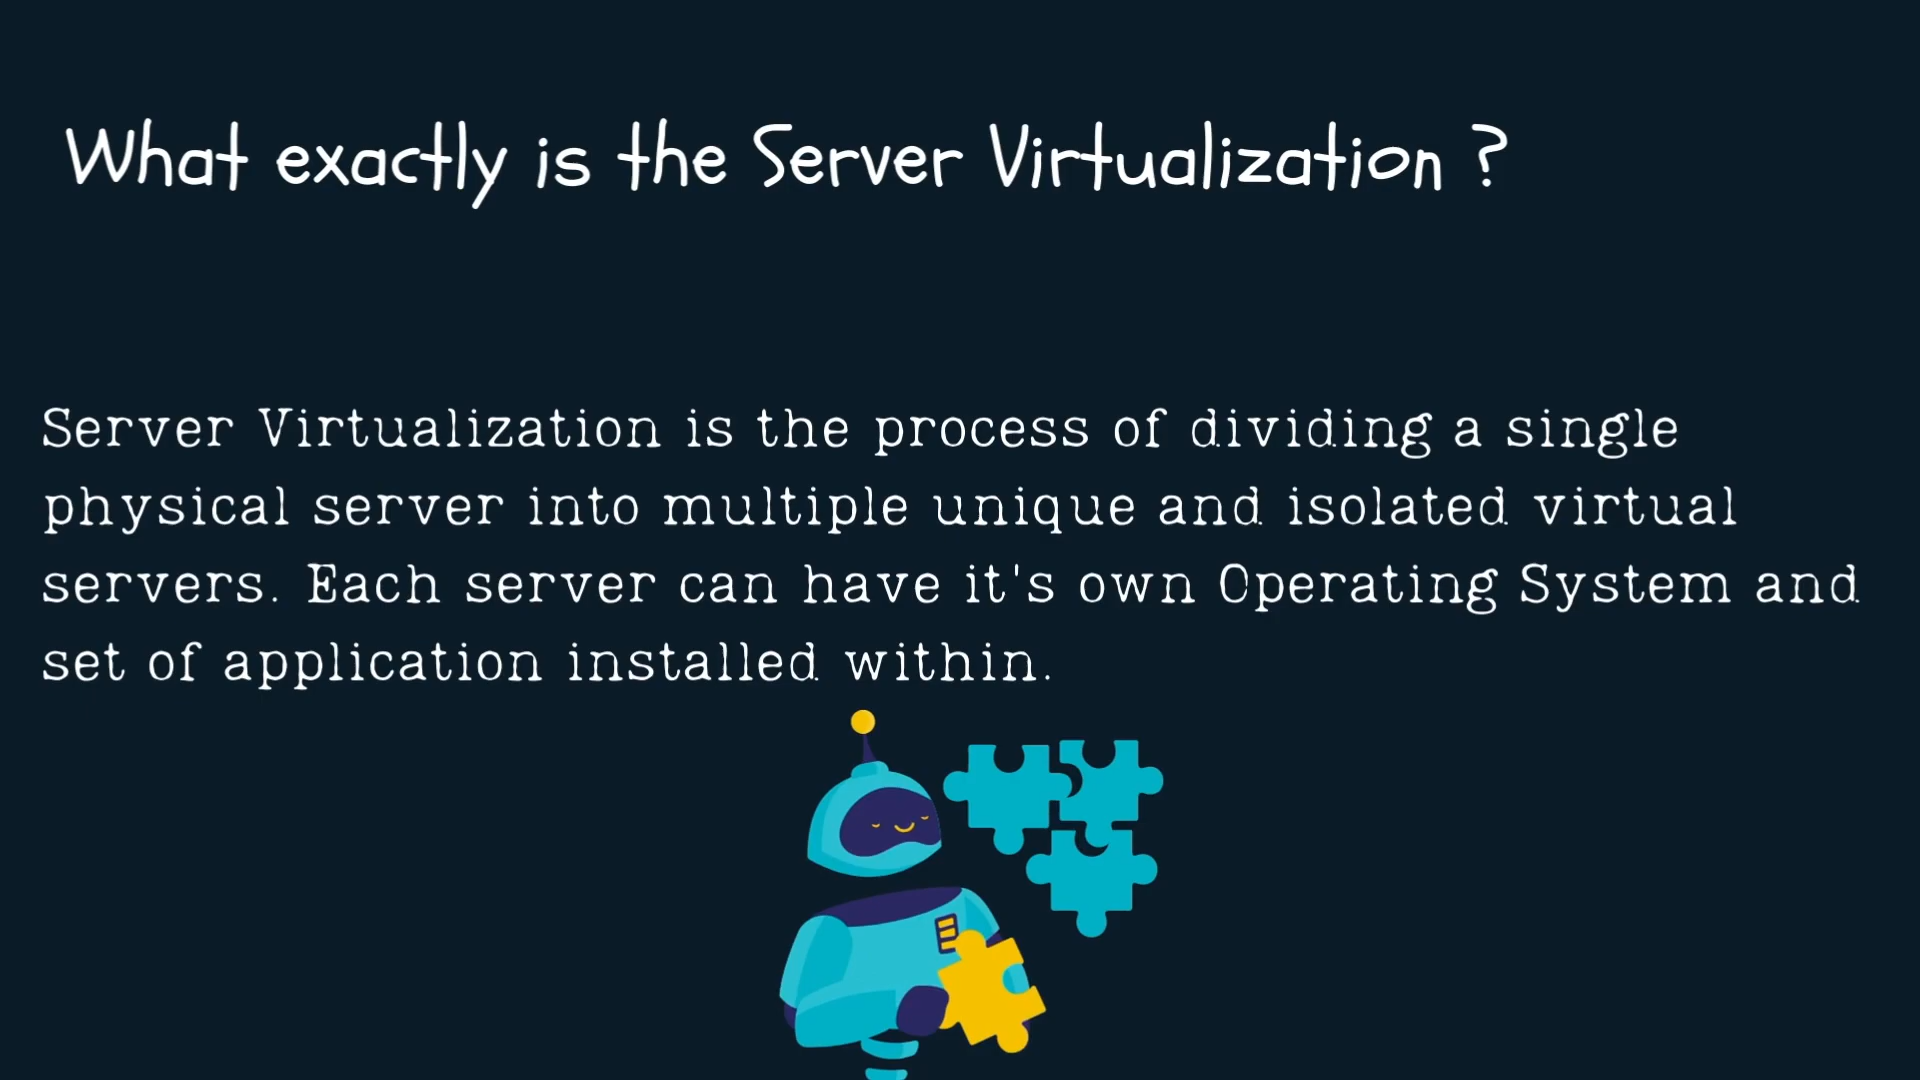 What exactly is the Server Virtualization ?
Server Virtualization is the process of dividing a single
physical server into multiple unique and isolated virtual
servers. Each server can have it's own Operating System and
set of application installed within.